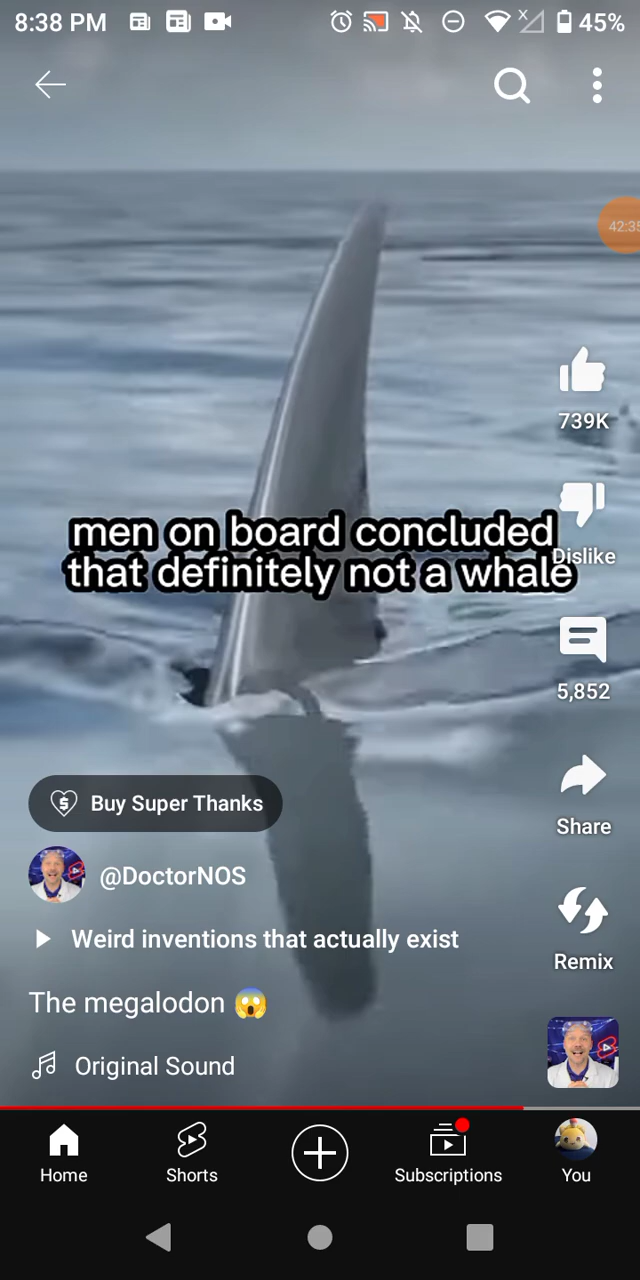 8:38 PM
45%
42:35
739K
men on board concluded
that definitely not a whale
Dislike
5,852
Buy Super Thanks
Share
@DoctorNOS
Weird inventions that actually exist
Remix
The megalodon 😱
Original Sound
Home
Shorts
Subscriptions
You